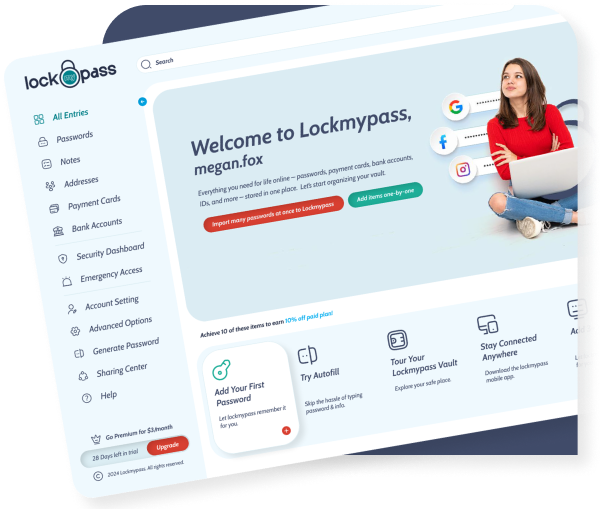 lock my pass
Search
All Entries
Passwords
Notes
Addresses
Payment Cards
Bank Accounts
Security Dashboard
Emergency Access
Account Setting
Advanced Options
Generate Password
Sharing Center
Help
Go Premium for $3/month
28 Days left in trial
Upgrade
2024 Lockmypass. All rights reserved.
Welcome to Lockmypass,
megan.fox
Everything you need for life online – passwords, payment cards, bank accounts,
IDs, and more – stored in one place. Let's start organizing your vault.
Import many passwords at once to Lockmypass
Add items one-by-one
Achieve 10 of these items to earn 10% off paid plan!
Add Your First
Password
Let lockmypass remember it
for you.
Try Autofill
Skip the hassle of typing
password & info.
Tour Your
Lockmypass Vault
Explore your safe place
Stay Connected
Anywhere
Download the lockmypass
mobile app.